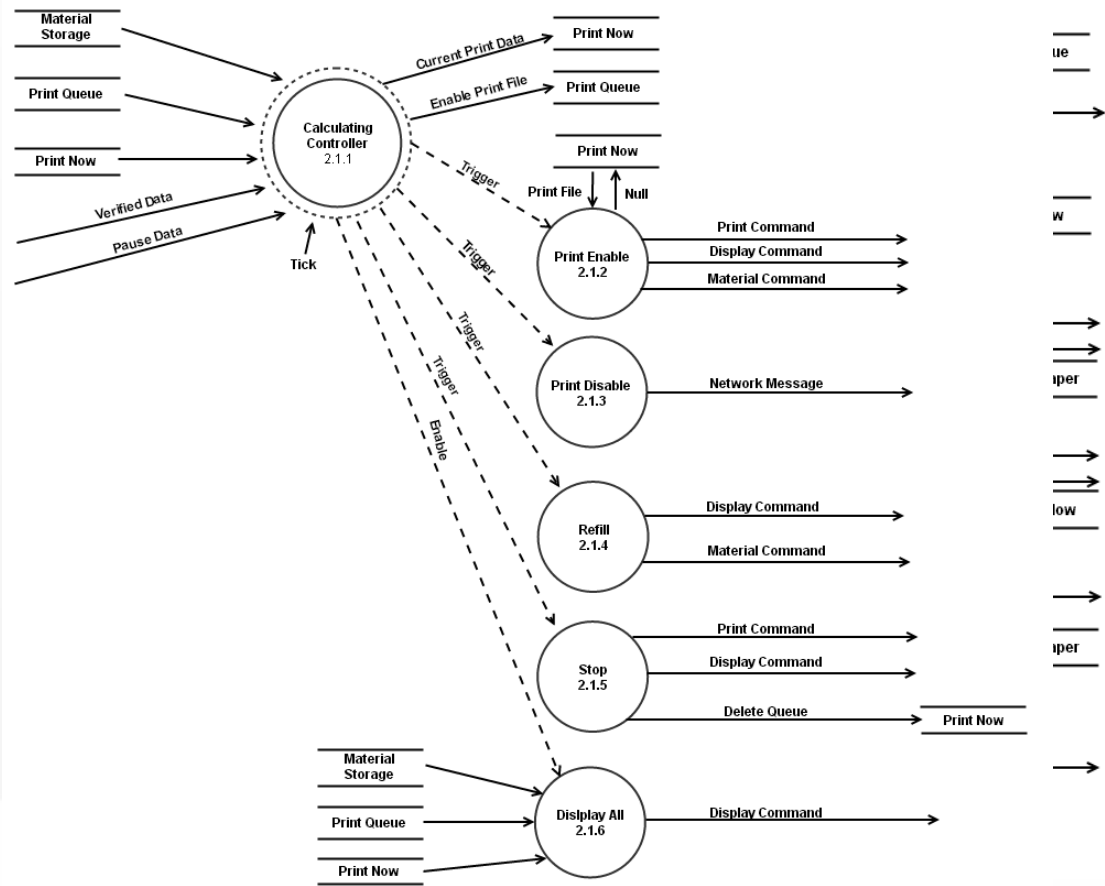 Material
Storage
Print Queue
Print Now
Verified Data
Pause Data
Tick
Calculating
Controller
2.1.1
Current Print Data
Print Now
Enable Print File
Print Queue
Print Now
Print File
Null
Trigger
Print Enable
2.1.2
Print Command
Display Command
Material Command
Trigger
Print Disable
2.1.3
Network Message
Trigger
Refill
2.1.4
Display Command
Material Command
Trigger
Stop
2.1.5
Print Command
Display Command
Delete Queue
Print Now
Enable
Material
Storage
Print Queue
Print Now
Dislplay All
2.1.6
Display Command
ue
per
per